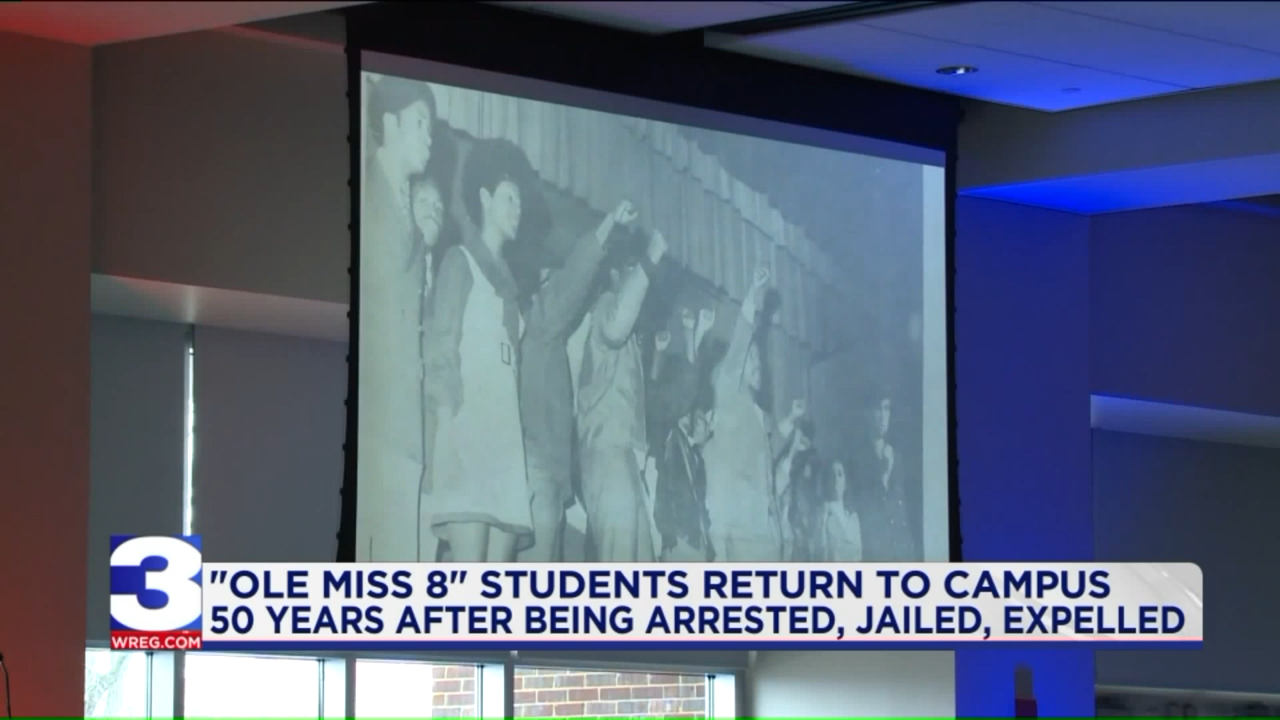 "OLE MISS 8" STUDENTS RETURN TO CAMPUS
50 YEARS AFTER BEING ARRESTED, JAILED, EXPELLED
3
WREG.COM